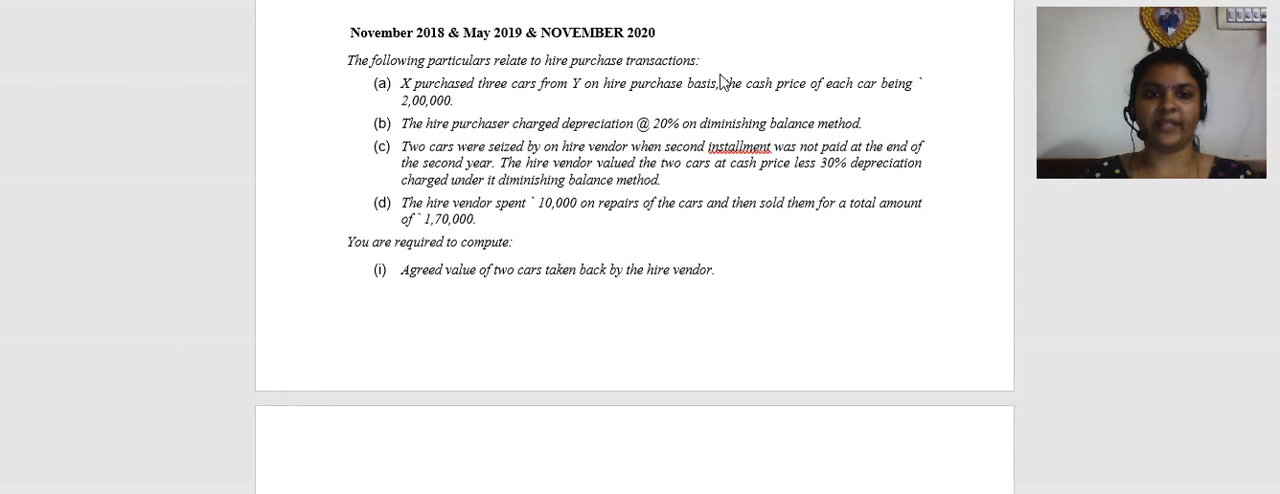 November 2018 & May 2019 & NOVEMBER 2020
The following particulars relate to hire purchase transactions:
(a) X purchased three cars from Y on hire purchase basis, he cash price of each car being `
2,00,000.
(b) The hire purchaser charged depreciation @ 20% on diminishing balance method.
(c) Two cars were seized by on hire vendor when second installment was not paid at the end of
the second year. The hire vendor valued the two cars at cash price less 30% depreciation
charged under it diminishing balance method.
(d) The hire vendor spent ` 10,000 on repairs of the cars and then sold them for a total amount
of ` 1,70,000.
You are required to compute:
(i) Agreed value of two cars taken back by the hire vendor.